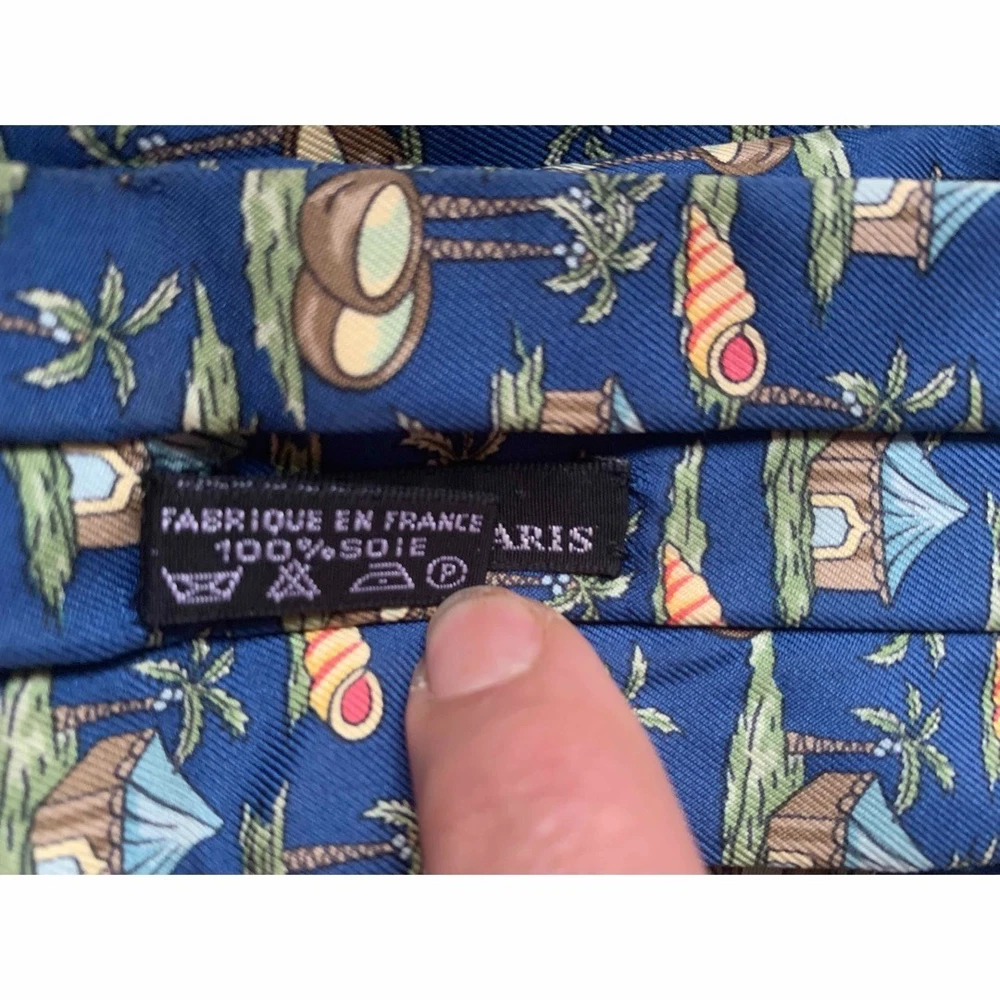 FABRIQUE EN FRANCE
100% SOIE
ARIS
P